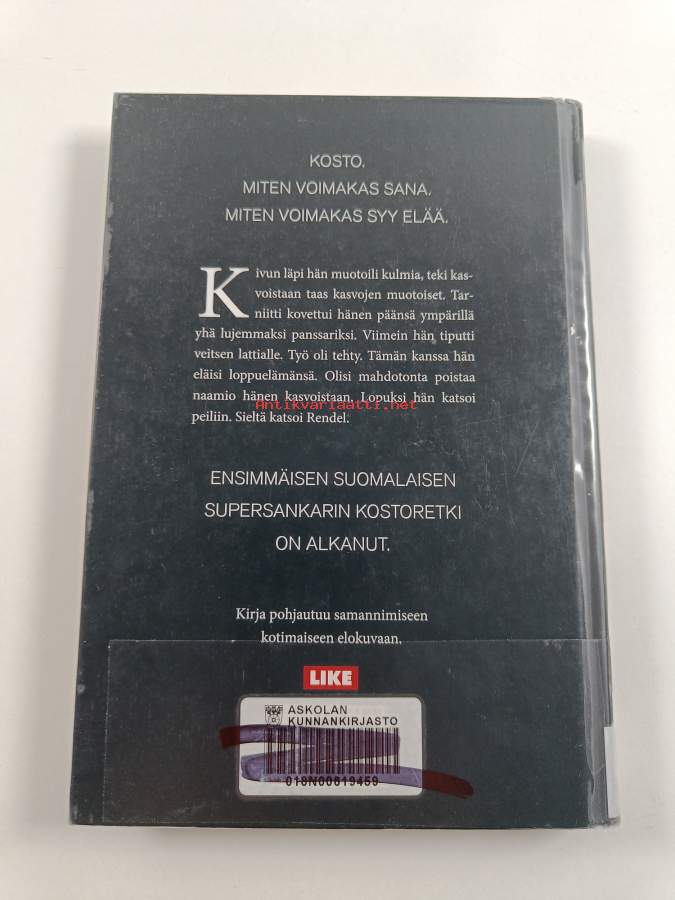 KOSTO.
MITEN VOIMAKAS SANA.
MITEN VOIMAKAS SYY ELÄÄ.
Kivun läpi hän muotoili kulmia, teki kas-
voistaan taas kasvojen muotoiset. Tar-
niitti kovettui hänen päänsä ympärillä
yhä lujemmaksi panssariksi. Viimein hän tiputti
veitsen lattialle. Työ oli tehty. Tämän kanssa hän
eläisi loppuelämänsä. Olisi mahdotonta poistaa
naamio hänen kasvoistaan. Lopuksi hän katsoi
Antikvariaatti.net
peiliin. Sieltä katsoi Rendel.
ENSIMMÄISEN SUOMALAISEN
SUPERSANKARIN KOSTORETKI
ON ALKANUT.
Kirja pohjautuu samannimiseen
kotimaiseen elokuvaan.
LIKE
ASKOLAN
KUNNANKIRJASTO
018N00619459